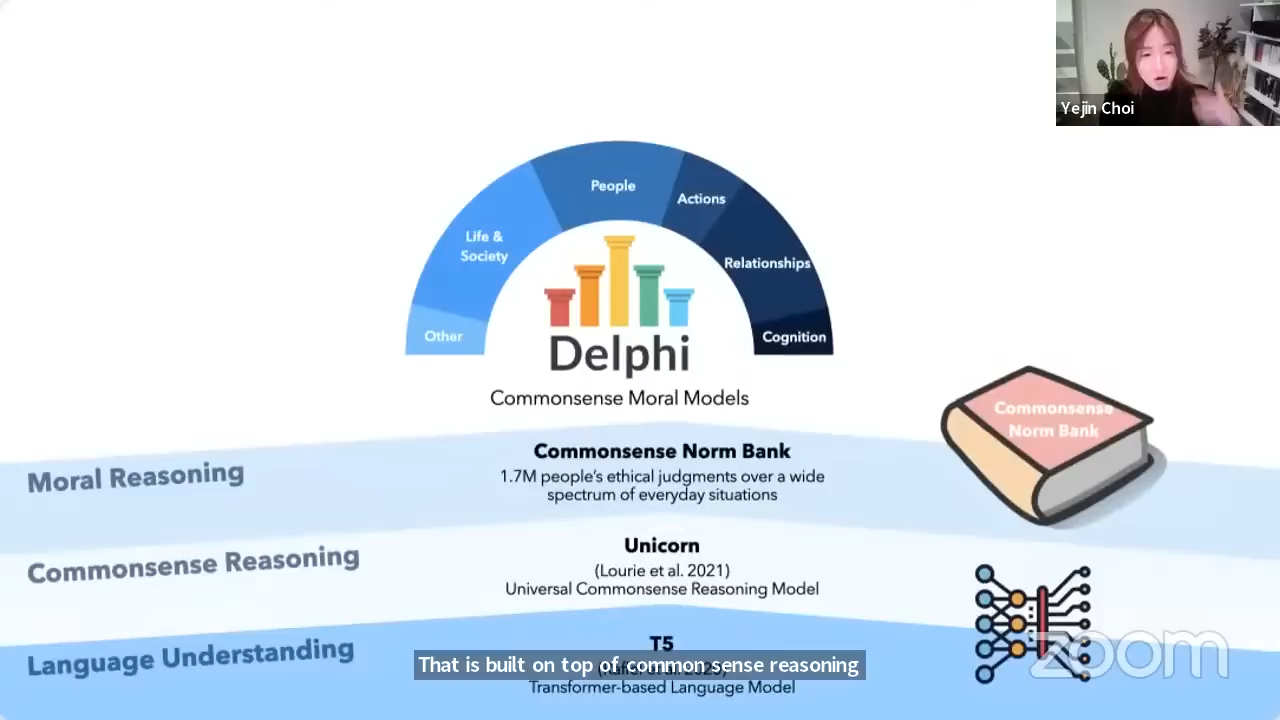 Yejin Choi
People
Actions
Life &
Society
Relationships
Other
Cognition
Delphi
Commonsense Moral Models
Commonsense
Norm Bank
Moral Reasoning
Commonsense Norm Bank
1.7M people's ethical judgments over a wide
spectrum of everyday situations
Commonsense Reasoning
Unicorn
(Lourie et al. 2021)
Universal Commonsense Reasoning Model
Language Understanding
T5
That is built on top of common sense reasoning
Transformer-based Language Model
zoom